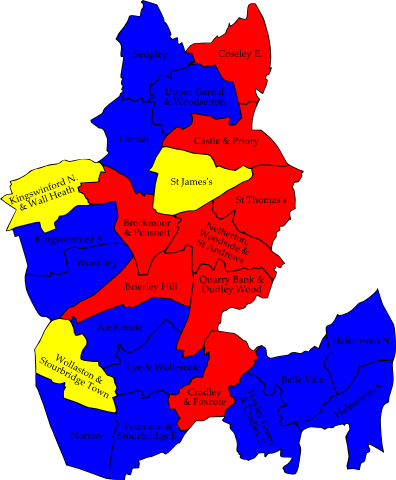 Sedgley
Coseley E.
Upper Gornal
& Woodsetton
Gornal
Castle & Priory
St James's
Kingswinford N.
& Wall Heath
St Thomas's
Brockmoor
& Pensnett
Netherton,
Woodside &
St Andrews
Kingswinford S.
Wordsley
Brierley Hill
Quarry Bank &
Dudley Wood
Amblecote
Halesowen N.
Wollaston &
Stourbridge Town
Lye & Wollescote
Belle Vale
Cradley
& Foxcote
Hayley Green
& Cradley S.
Halesowen S.
Norton
Pedmore &
Stourbridge E.